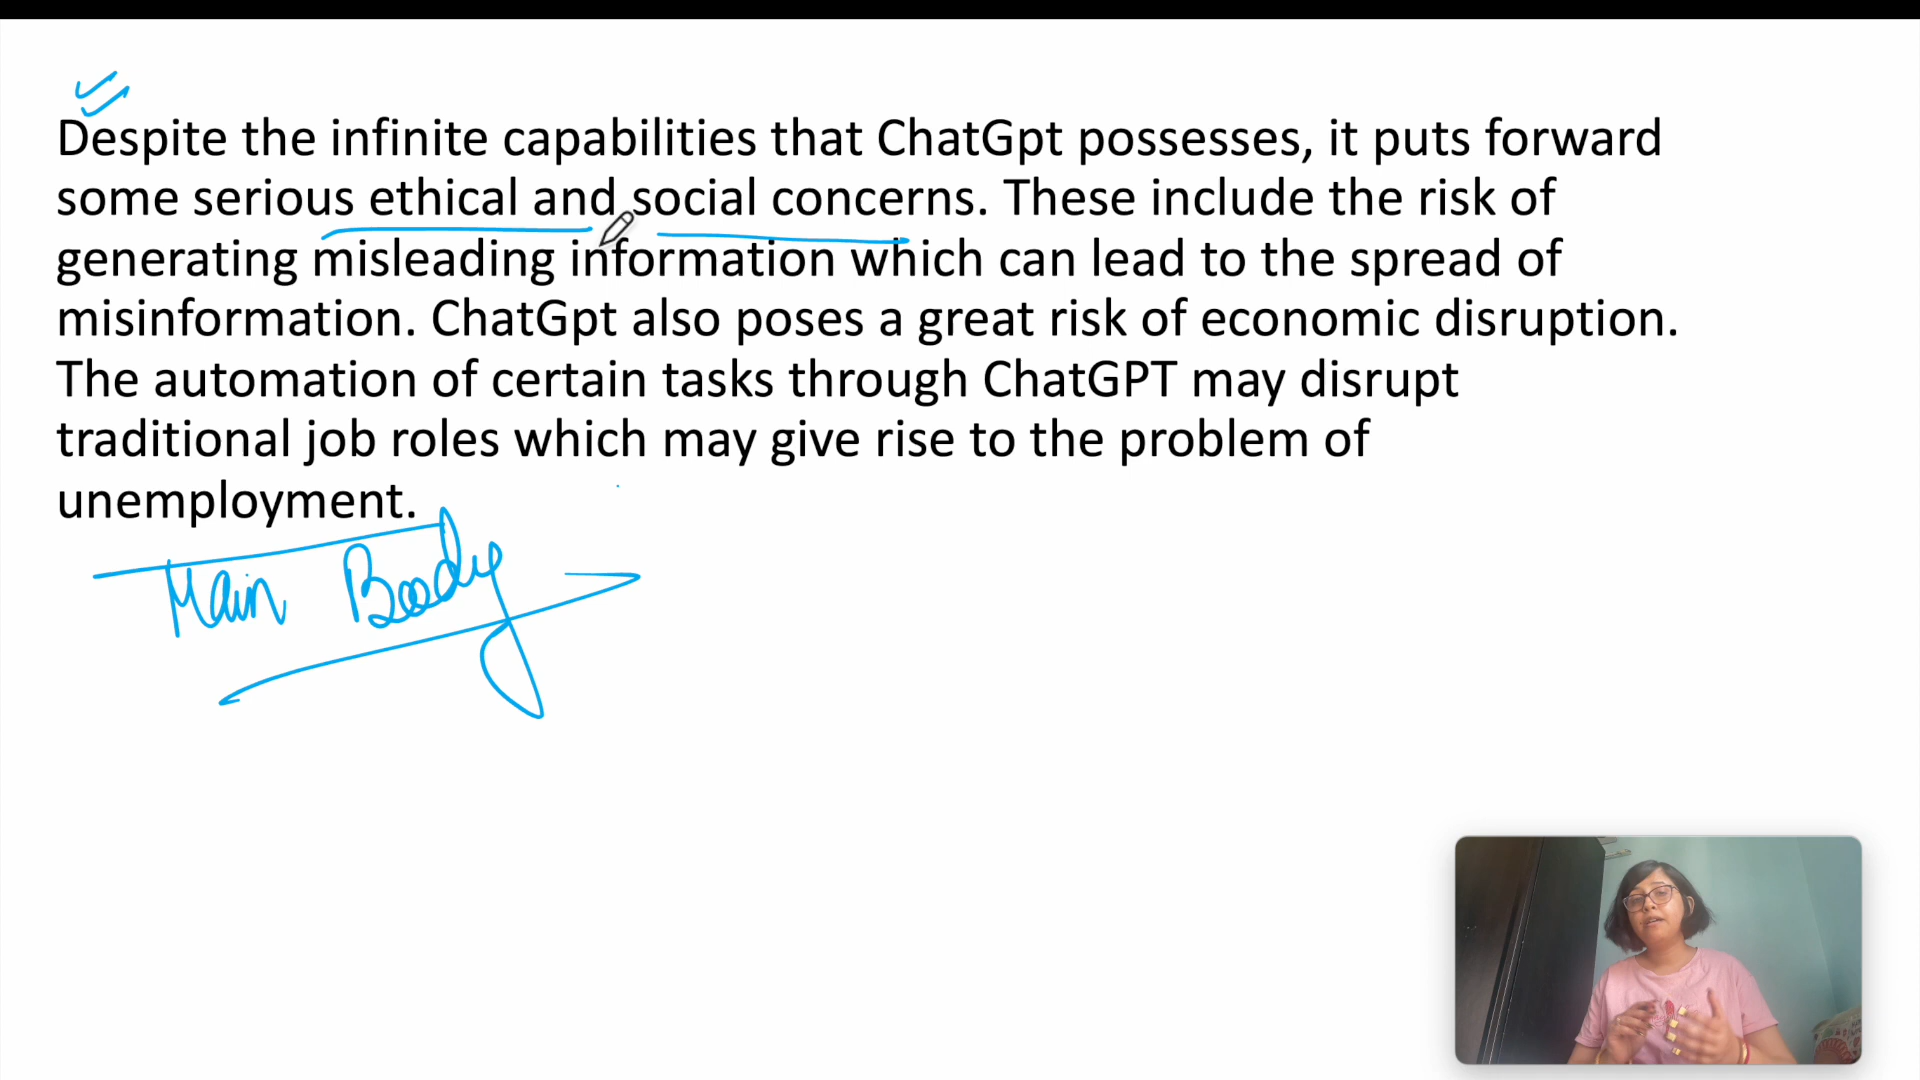 Despite the infinite capabilities that ChatGpt possesses, it puts forward
some serious ethical and social concerns. These include the risk of
generating misleading information which can lead to the spread of
misinformation. ChatGpt also poses a great risk of economic disruption.
The automation of certain tasks through ChatGPT may disrupt
traditional job roles which may give rise to the problem of
unemployment.
Main Body